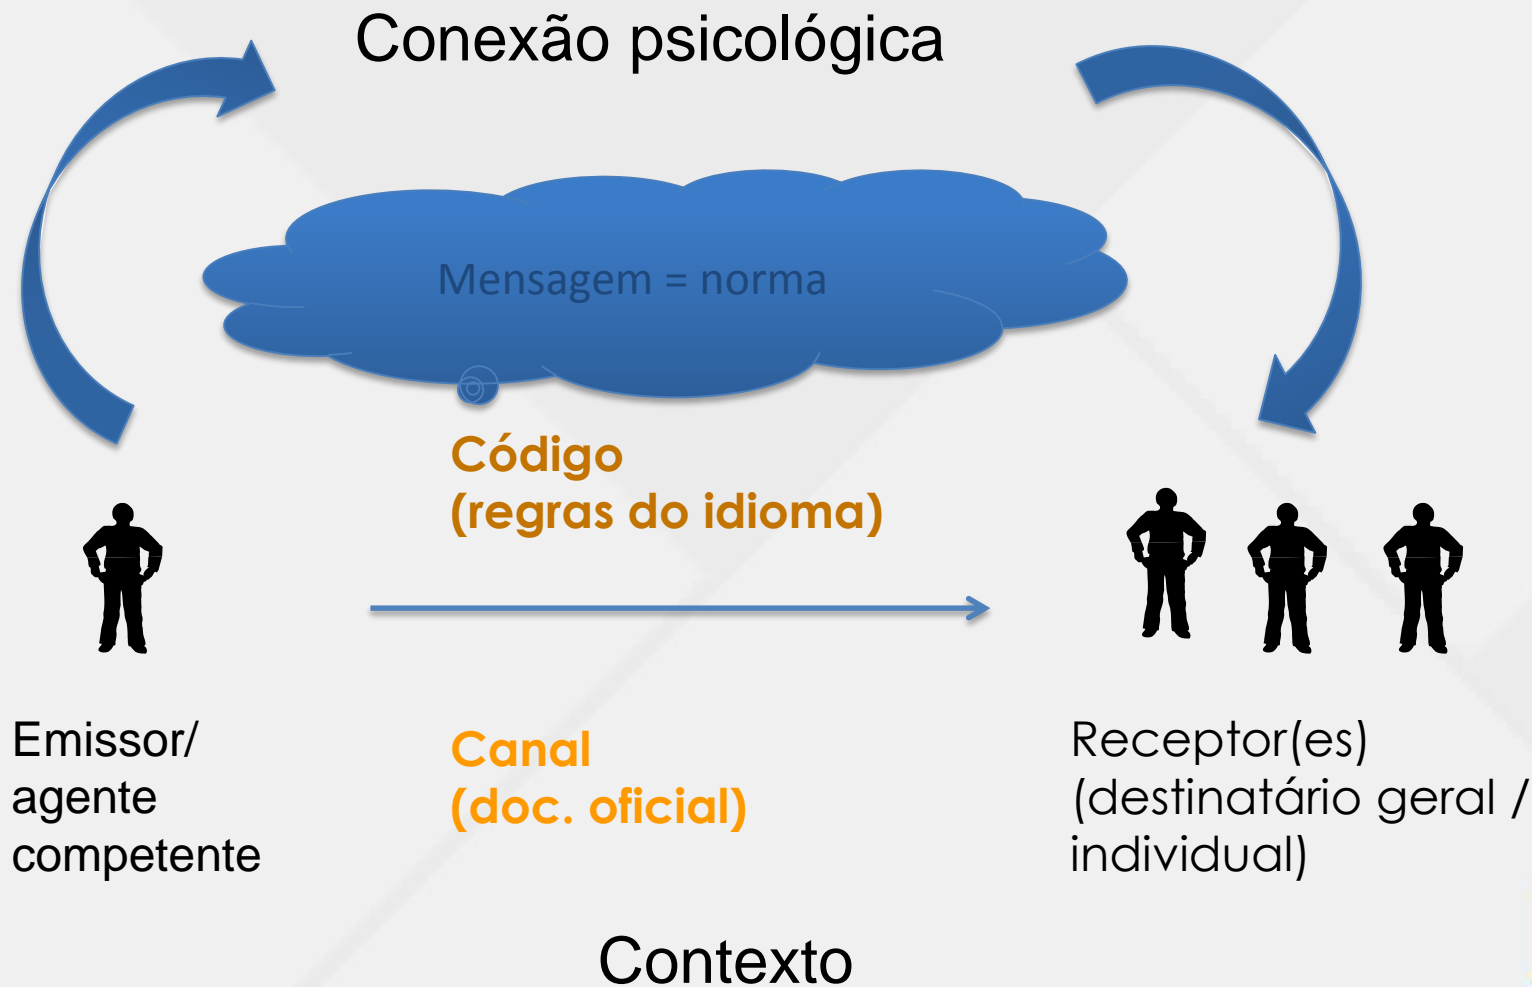 Conexão psicológica
Mensagem = norma
Código
(regras do idioma)
Emissor/
agente
competente
Canal
(doc. oficial)
Receptor(es)
(destinatário geral /
individual)
Contexto